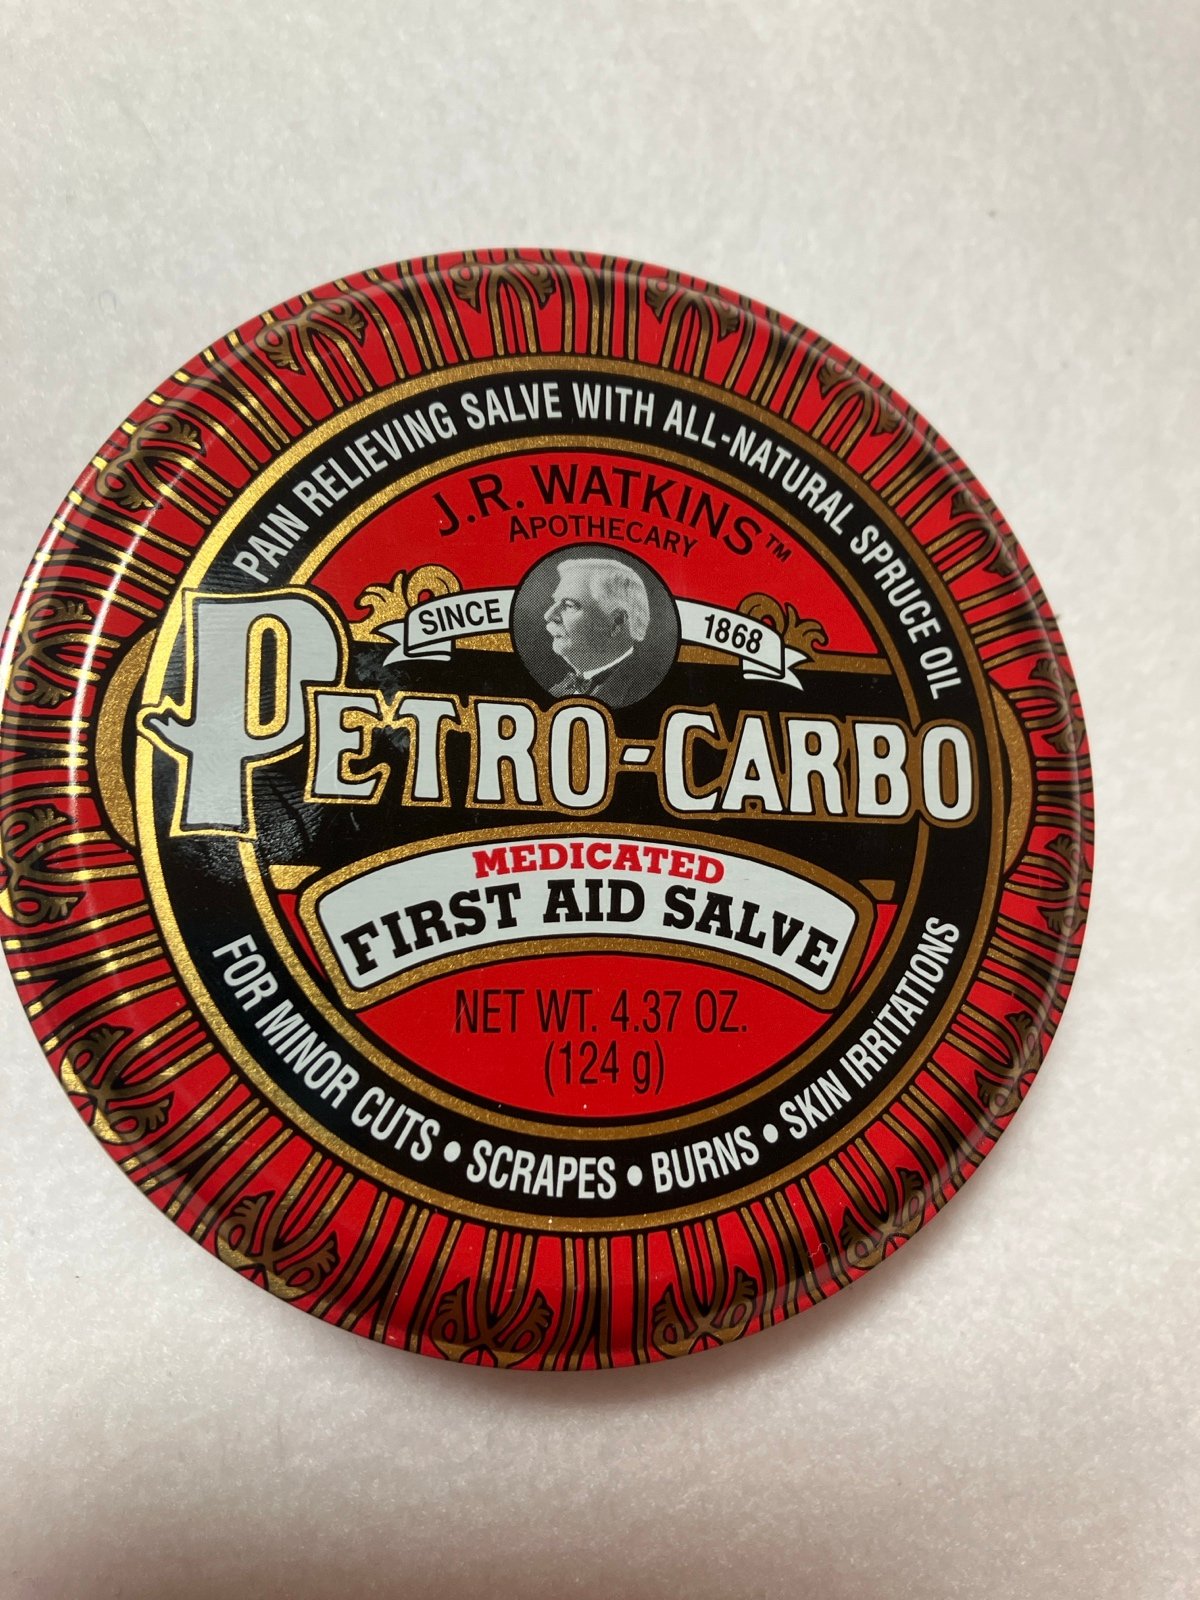 PAIN RELIEVING SALVE WITH ALL-NATURAL SPRUCE OIL
J.R. WATKINS™
APOTHECARY
SINCE 1868
PETRO-CARBO
MEDICATED
FIRST AID SALVE
NET WT. 4.37 OZ.
(124 g)
FOR MINOR CUTS • SCRAPES • BURNS • SKIN IRRITATIONS